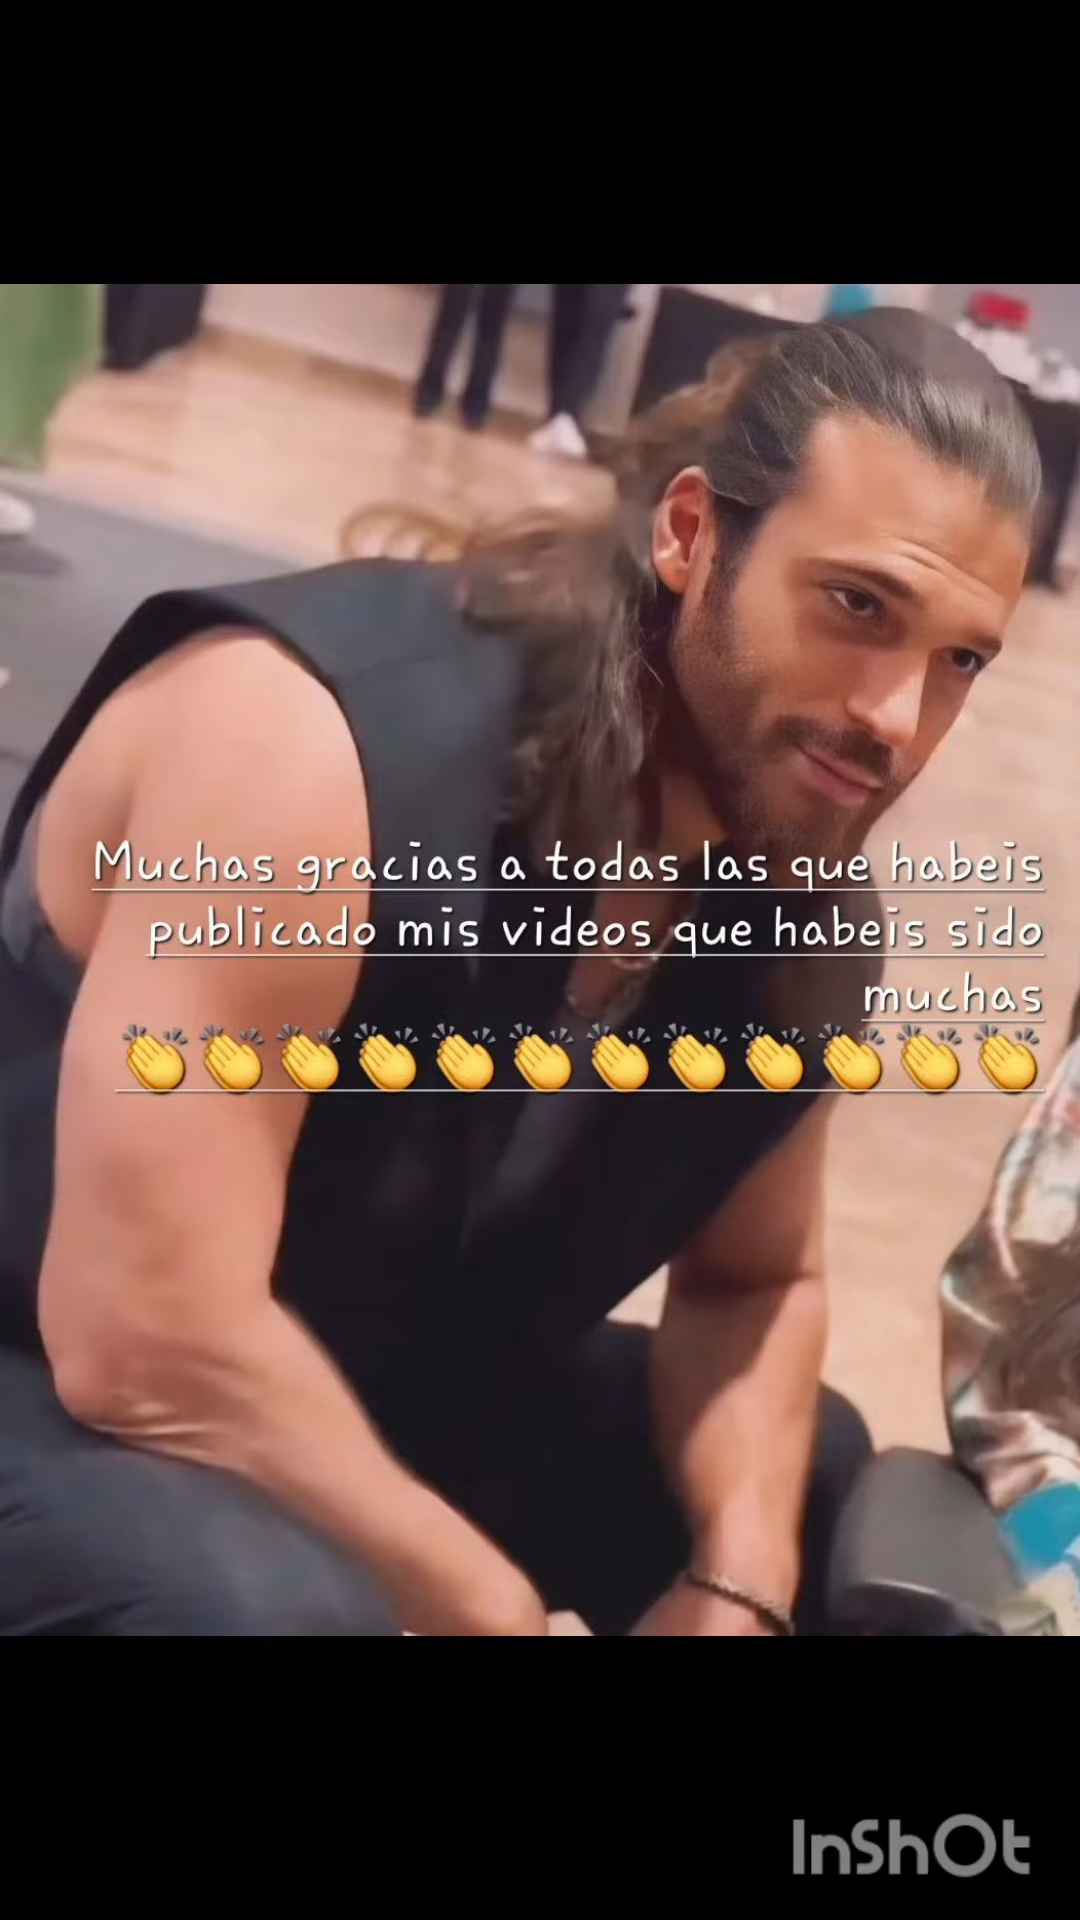 Muchas gracias a todas las que habeis
publicado mis videos que habeis sido
muchas
👏👏👏👏👏👏👏👏👏👏👏👏
InShOt